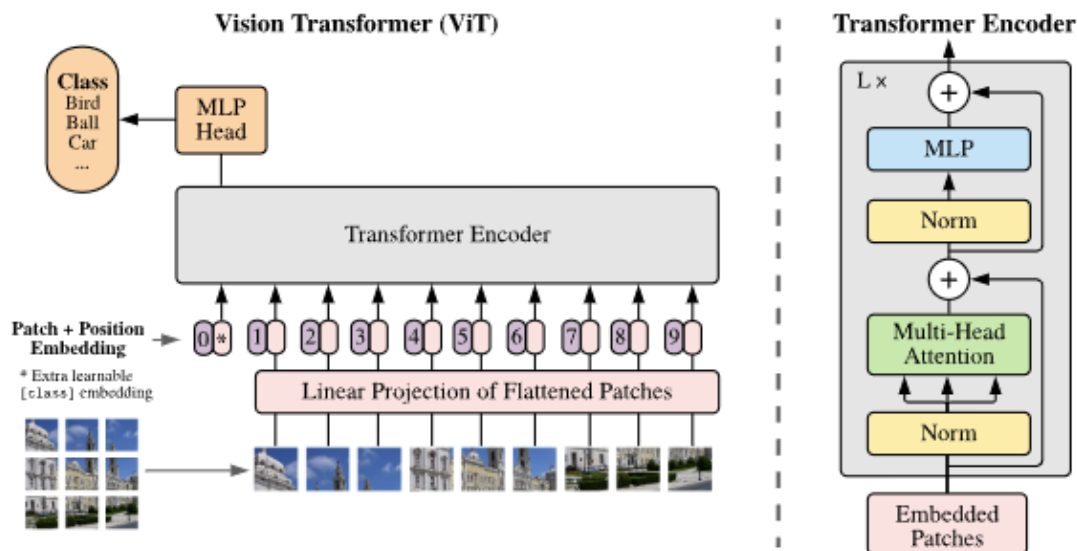 Vision Transformer (ViT)
Class
Bird
Ball
Car
...
MLP
Head
Transformer Encoder
Patch + Position
Embedding
0 * 1 2 3 4 5 6 7 8 9
* Extra learnable
[class] embedding
Linear Projection of Flattened Patches
Transformer Encoder
L ×
+
MLP
Norm
+
Multi-Head
Attention
Norm
Embedded
Patches